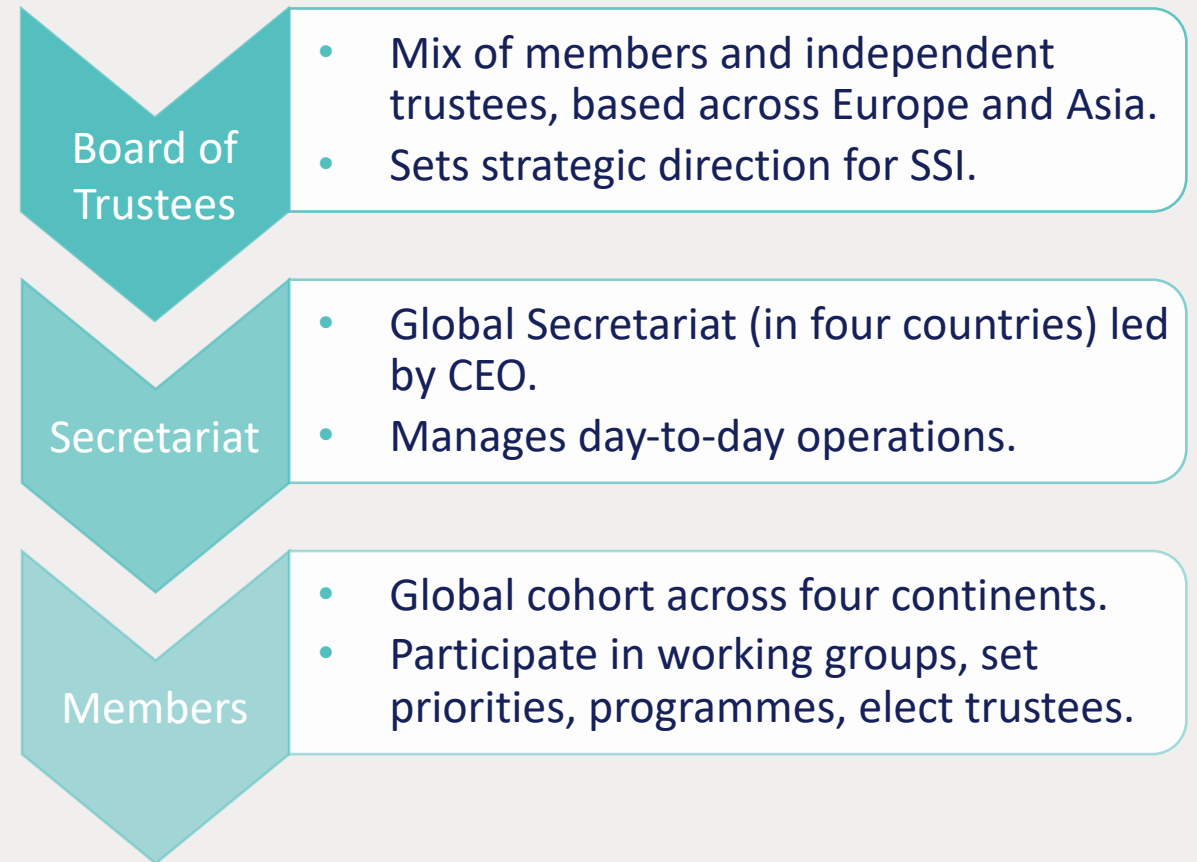 Board of
Trustees
• Mix of members and independent
trustees, based across Europe and Asia.
• Sets strategic direction for SSI.
Secretariat
• Global Secretariat (in four countries) led
by CEO.
• Manages day-to-day operations.
Members
• Global cohort across four continents.
• Participate in working groups, set
priorities, programmes, elect trustees.